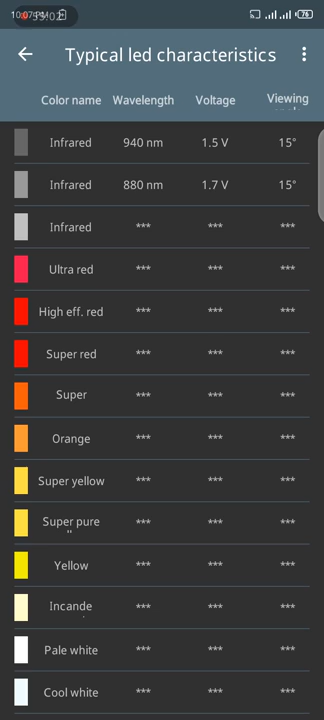 Typical led characteristics
Color name Wavelength Voltage Viewing
Infrared 940 nm 1.5 V 15°
Infrared 880 nm 1.7 V 15°
Infrared *** *** ***
Ultra red *** *** ***
High eff. red *** *** ***
Super red *** *** ***
Super *** *** ***
Orange *** *** ***
Super yellow *** *** ***
Super pure *** *** ***
Yellow *** *** ***
Incande *** *** ***
Pale white *** *** ***
Cool white *** *** ***